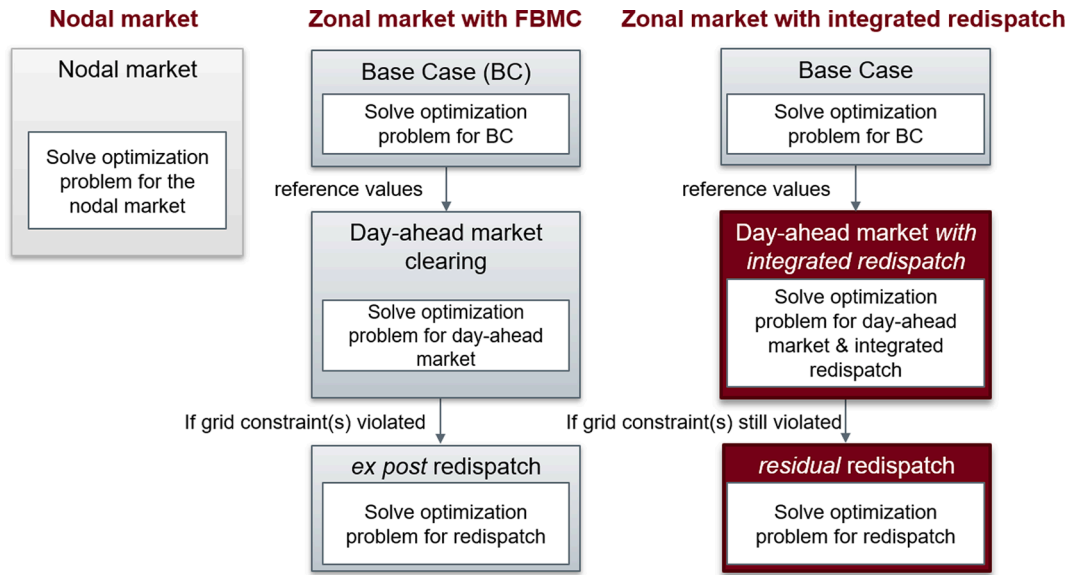 Nodal market
Nodal market
Solve optimization
problem for the
nodal market
Zonal market with FBMC
Base Case (BC)
Solve optimization
problem for BC
reference values
Day-ahead market
clearing
Solve optimization
problem for day-ahead
market
If grid constraint(s) violated
ex post redispatch
Solve optimization
problem for redispatch
Zonal market with integrated redispatch
Base Case
Solve optimization
problem for BC
reference values
Day-ahead market with
integrated redispatch
Solve optimization
problem for day-ahead
market & integrated
redispatch
If grid constraint(s) still violated
residual redispatch
Solve optimization
problem for redispatch